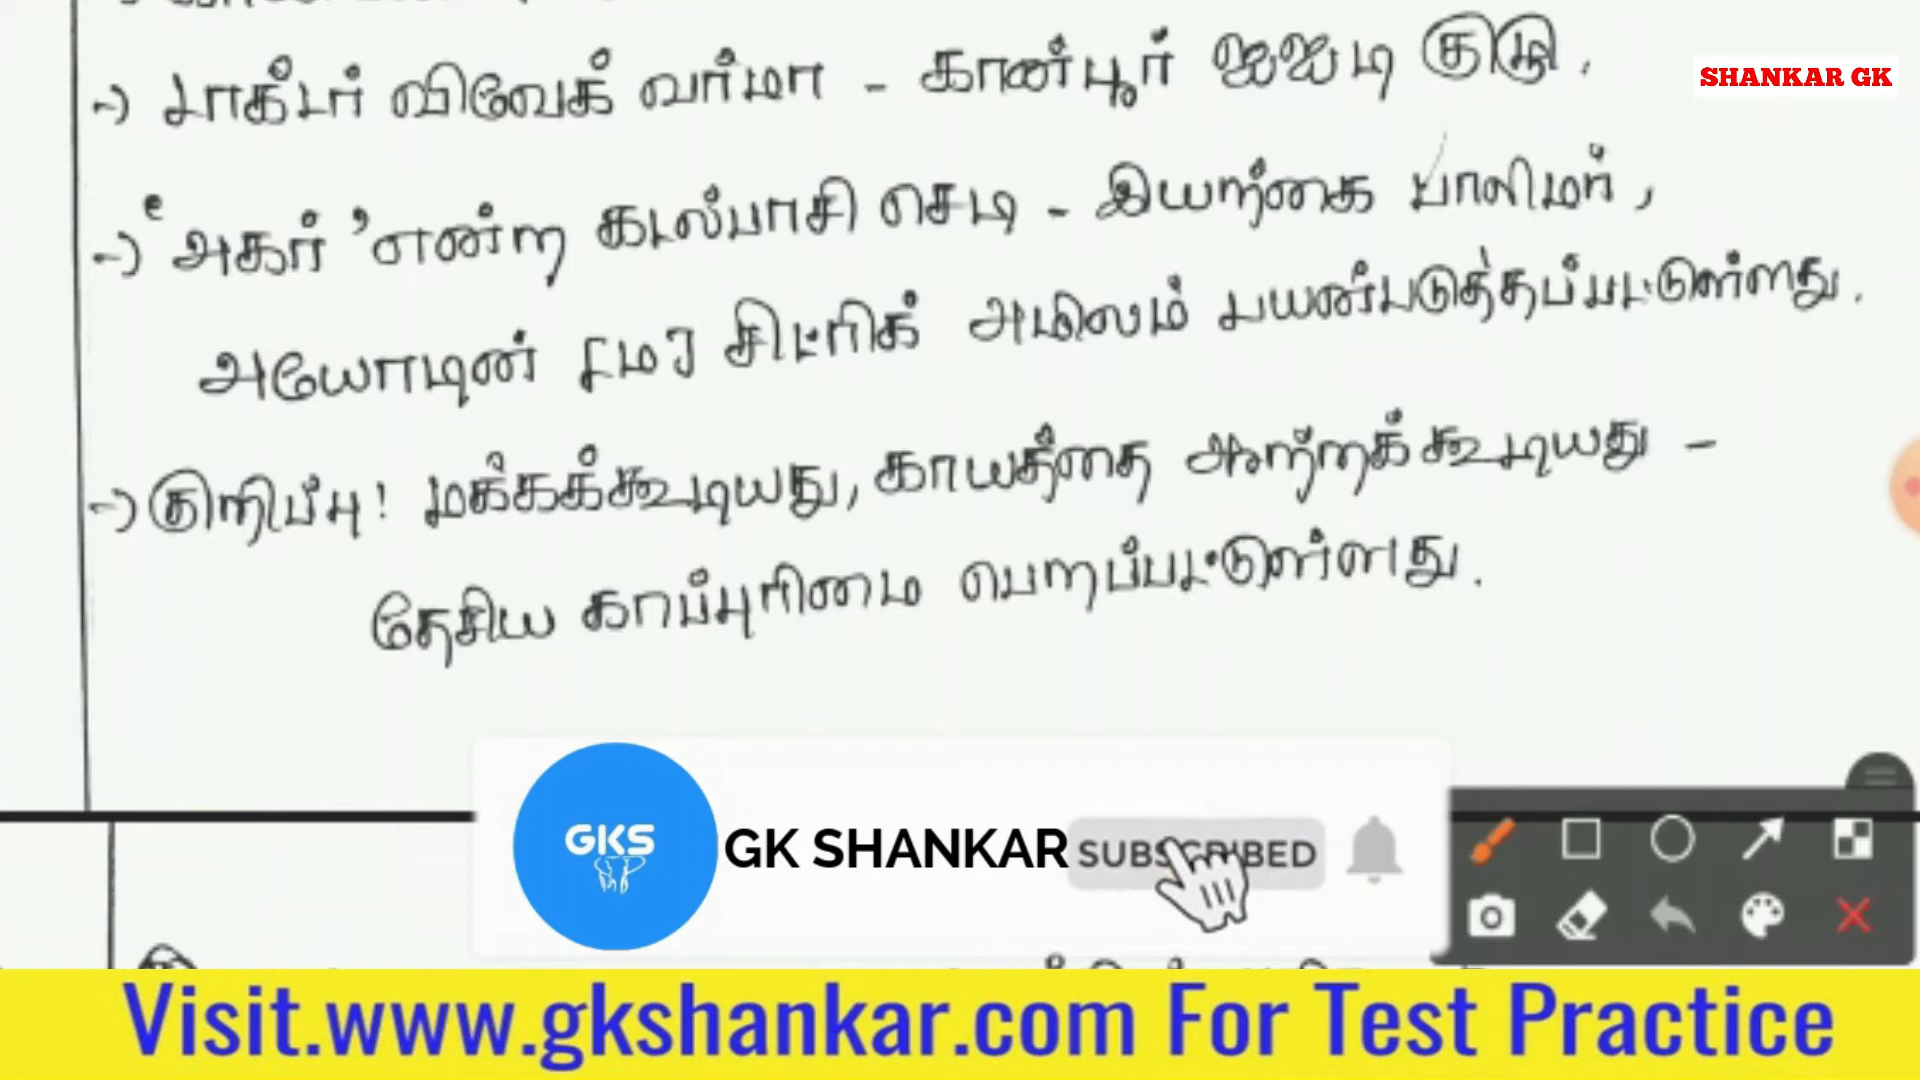 -> டாக்டர் விவேக் வர்மா - கான்பூர் ஐஐடி குழு.
SHANKAR GK
-> 'அகர்' என்ற கடல்பாசி செடி - இயற்கை பாலிமர்,
அயோடின் [ம] சிட்ரிக் அமிலம் பயன்படுத்தப்பட்டுள்ளது.
-> குறிப்பு! மக்கக்கூடியது, காயத்தை ஆற்றக்கூடியது -
தேசிய காப்புரிமை பெறப்பட்டுள்ளது.
GKS
GK SHANKAR SUBSCRIBED
Visit.www.gkshankar.com For Test Practice